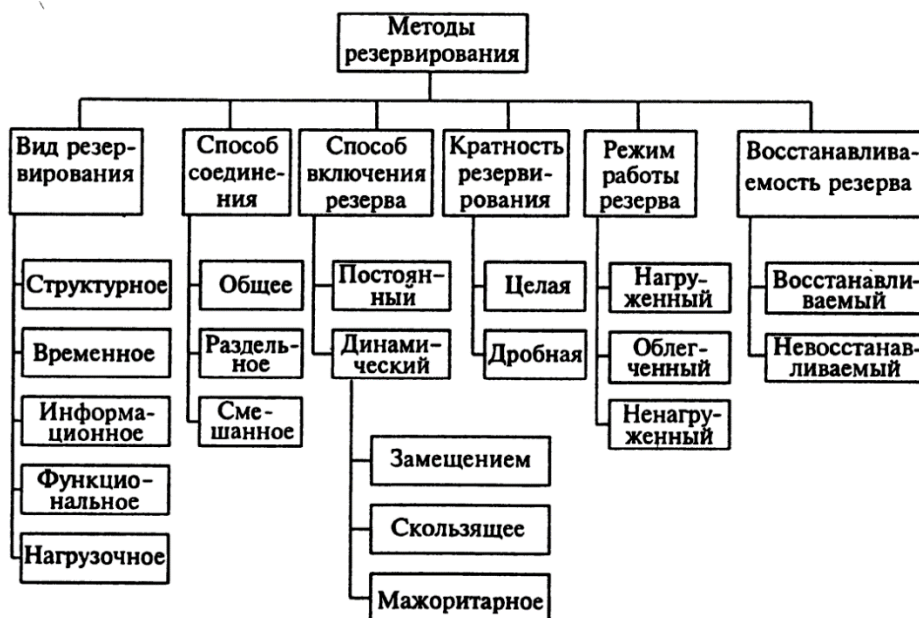 Методы
резервирования
Вид резер-
вирования
Способ
соедине-
ния
Способ
включения
резерва
Кратность
резерви-
рования
Режим
работы
резерва
Восстанавлива-
емость резерва
Структурное
Временное
Информа-
ционное
Функцио-
нальное
Нагрузочное
Общее
Раздель-
ное
Сме-
шанное
Постоян-
ный
Динами-
ческий
Замещением
Скользящее
Мажоритарное
Целая
Дробная
Нагру-
женный
Облег-
ченный
Ненагру-
женный
Восстанавли-
ваемый
Невосстанав-
ливаемый